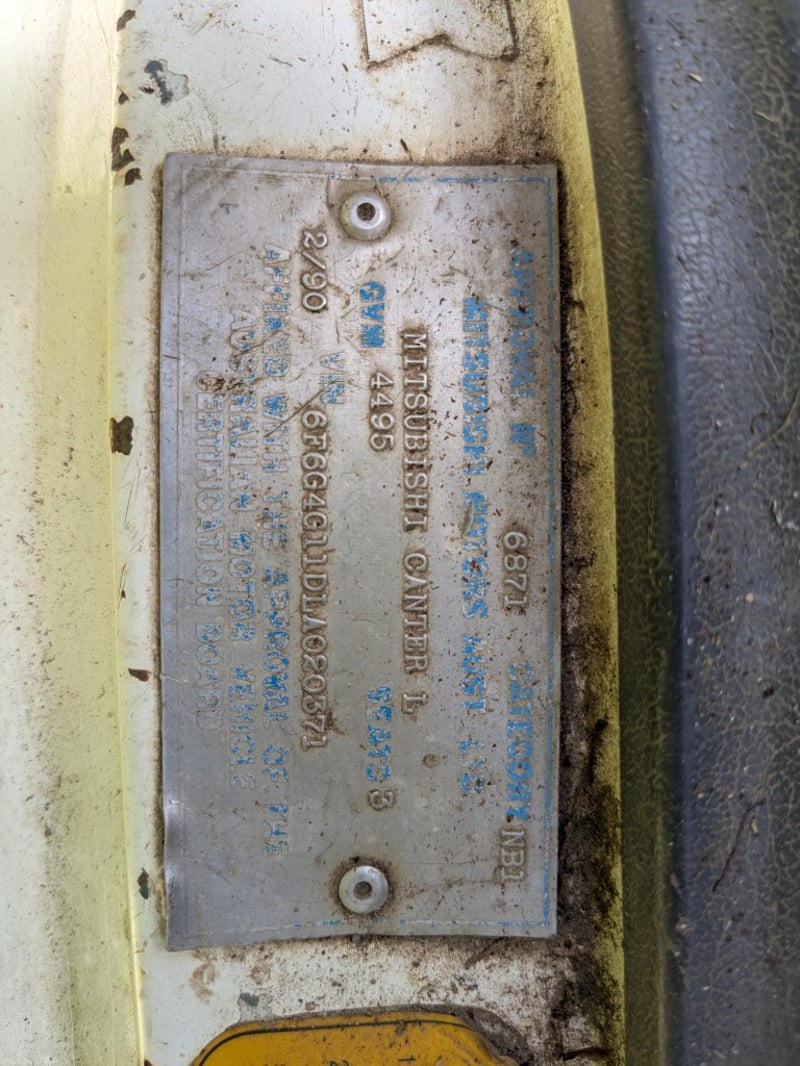 APPROVAL Nº 6871 CATEGORY NB1
MITSUBISHI MOTORS AUST LTD
MITSUBISHI CANTER L
GVM 4495 SEATS 3
VIN
2/90 6F6G4C11DLA020671
AFFIXED WITH THE APPROVAL OF THE
AUSTRALIAN MOTOR VEHICLE
CERTIFICATION BOARD